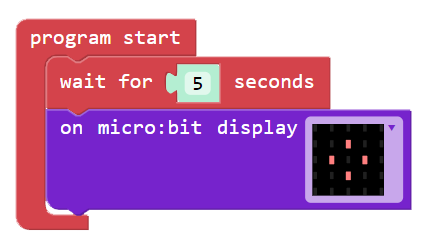 program start
wait for 5 seconds
on micro:bit display